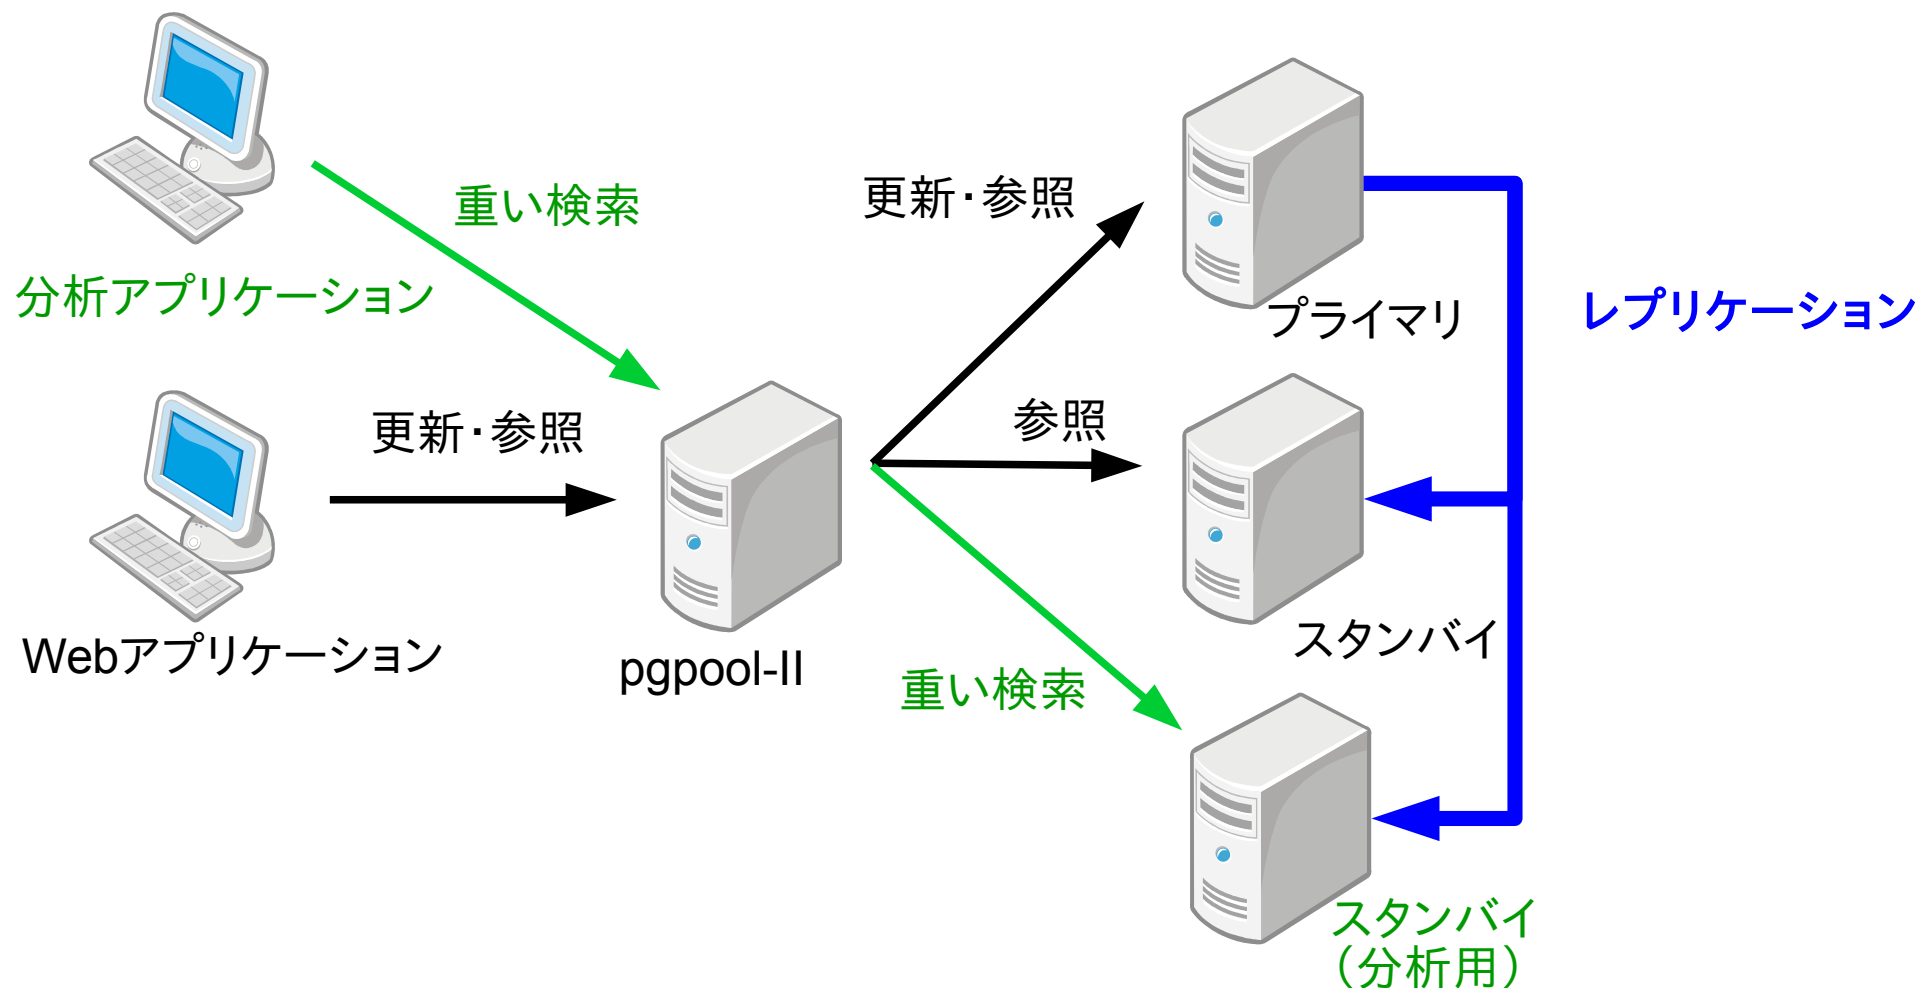 重い検索
更新・参照
分析アプリケーション
プライマリ
レプリケーション
更新・参照
参照
Webアプリケーション
pgpool-II
スタンバイ
重い検索
スタンバイ
（分析用）